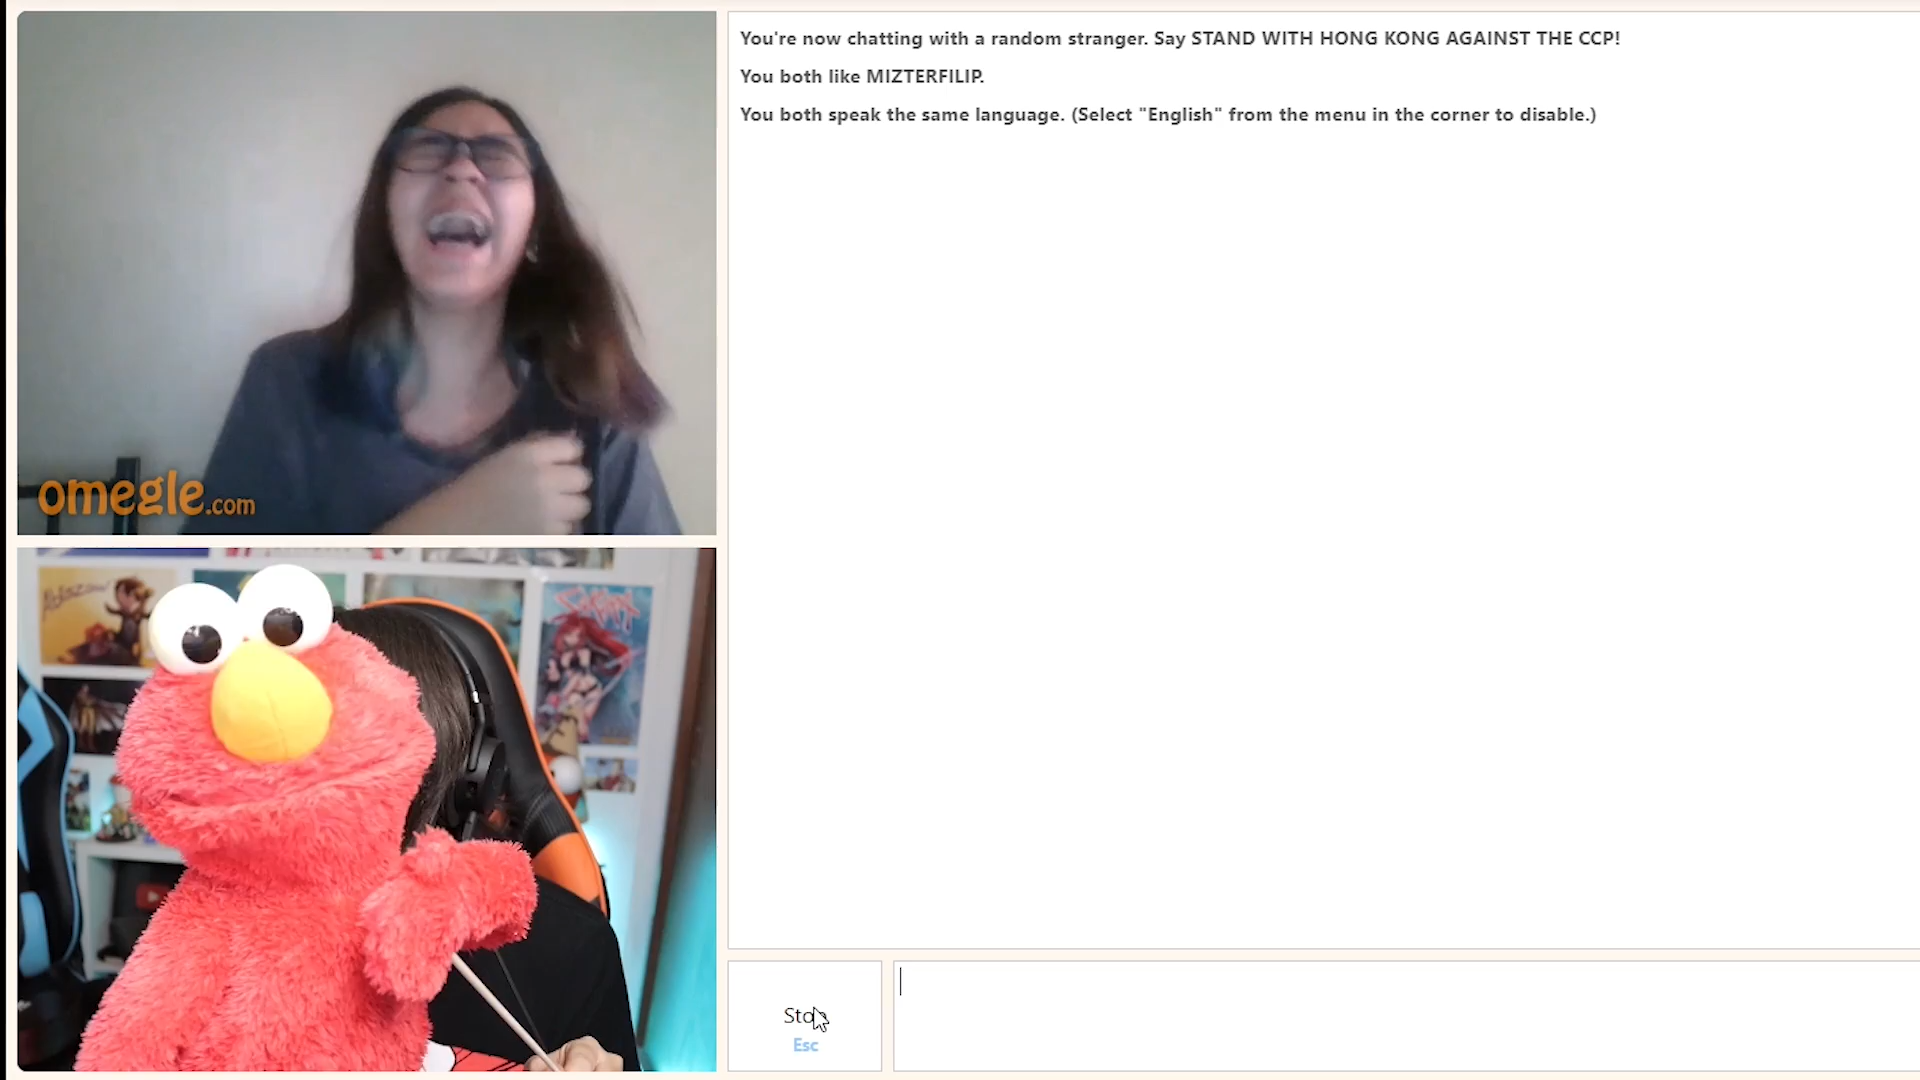 You're now chatting with a random stranger. Say STAND WITH HONG KONG AGAINST THE CCP!
You both like MIZTERFILIP.
You both speak the same language. (Select "English" from the menu in the corner to disable.)
omegle.com
Stop
Esc